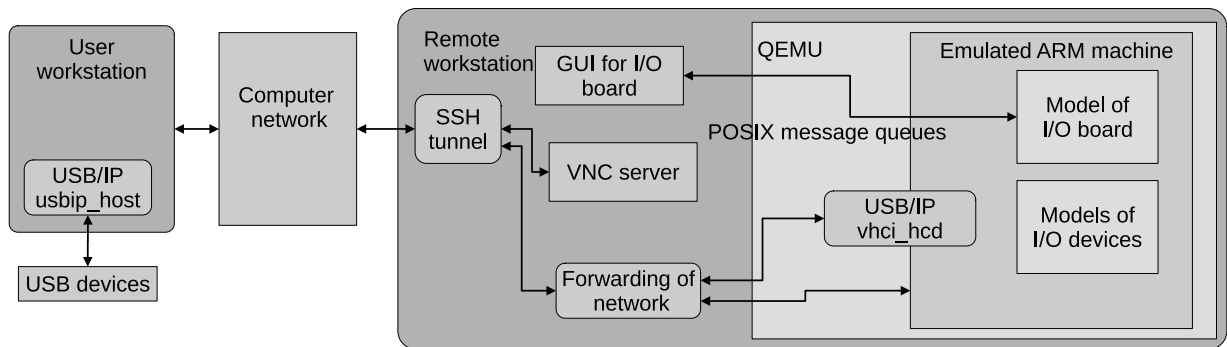 User
workstation
USB/IP
usbip_host
USB devices
Computer
network
Remote
workstation
SSH
tunnel
GUI for I/O
board
VNC server
Forwarding of
network
QEMU
POSIX message queues
USB/IP
vhci_hcd
Emulated ARM machine
Model of
I/O board
Models of
I/O devices